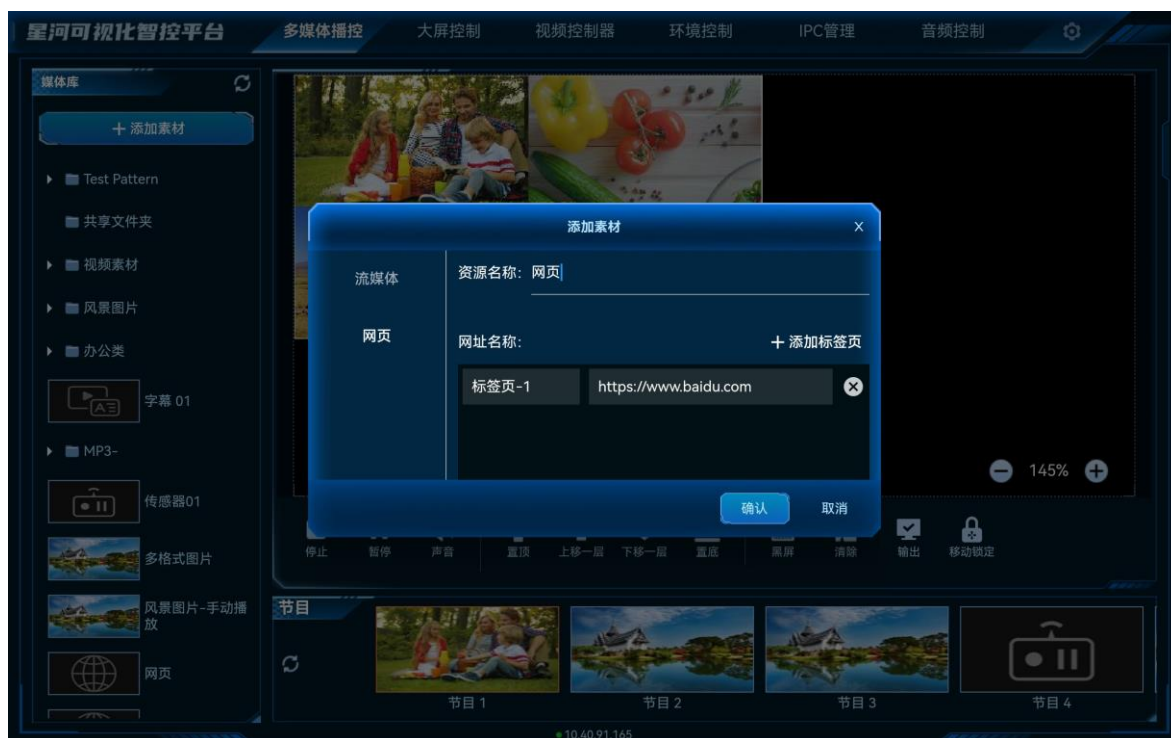 星河可视化智控平台
多媒体播控
大屏控制
视频控制器
环境控制
IPC管理
音频控制
媒体库
+ 添加素材
Test Pattern
共享文件夹
视频素材
风景图片
办公类
字幕 01
MP3-
传感器01
多格式图片
风景图片-手动播
放
网页
添加素材
X
流媒体
网页
资源名称: 网页
网址名称:
+ 添加标签页
标签页-1
https://www.baidu.com
确认
取消
145%
停止
暂停
声音
置顶
上移一层
下移一层
置底
黑屏
清除
输出
移动锁定
节目
节目 1
节目 2
节目 3
节目 4
10.40.91.165